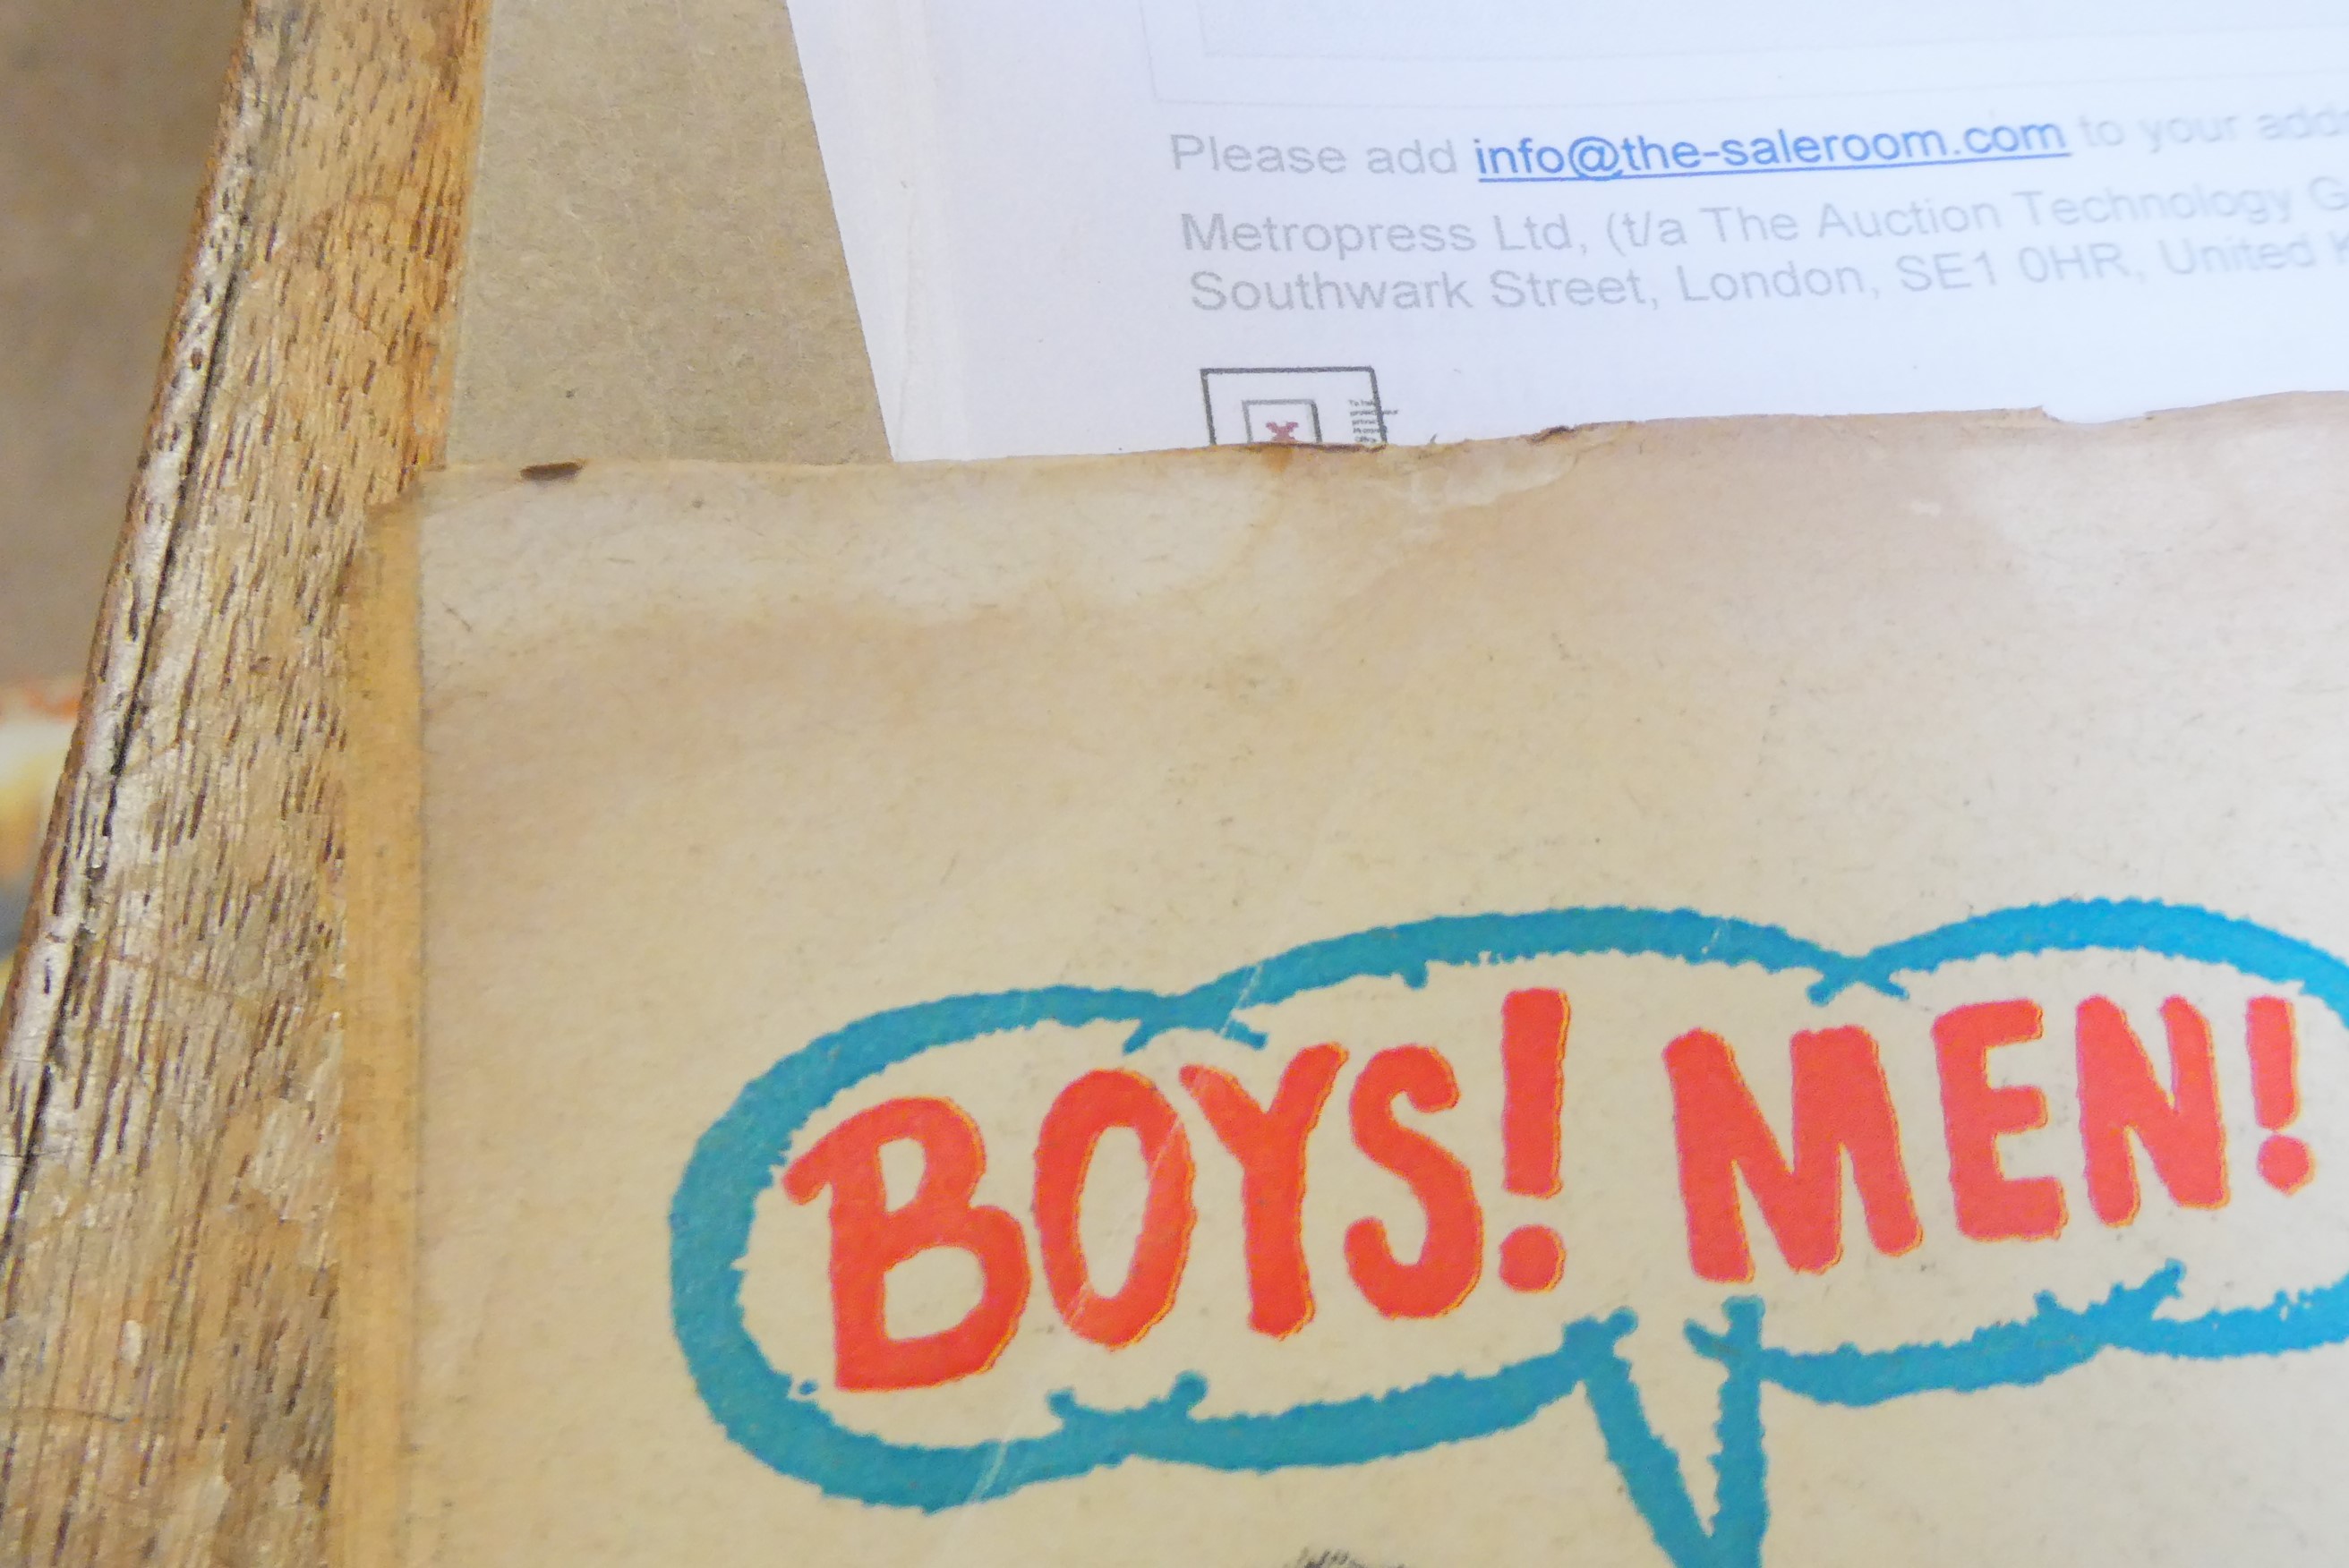 Please add info@the-saleroom.com to your
Metropress Ltd, (t/a The Auction Technology
Southwark Street, London, SE1 0HR, United
BOYS! MEN!